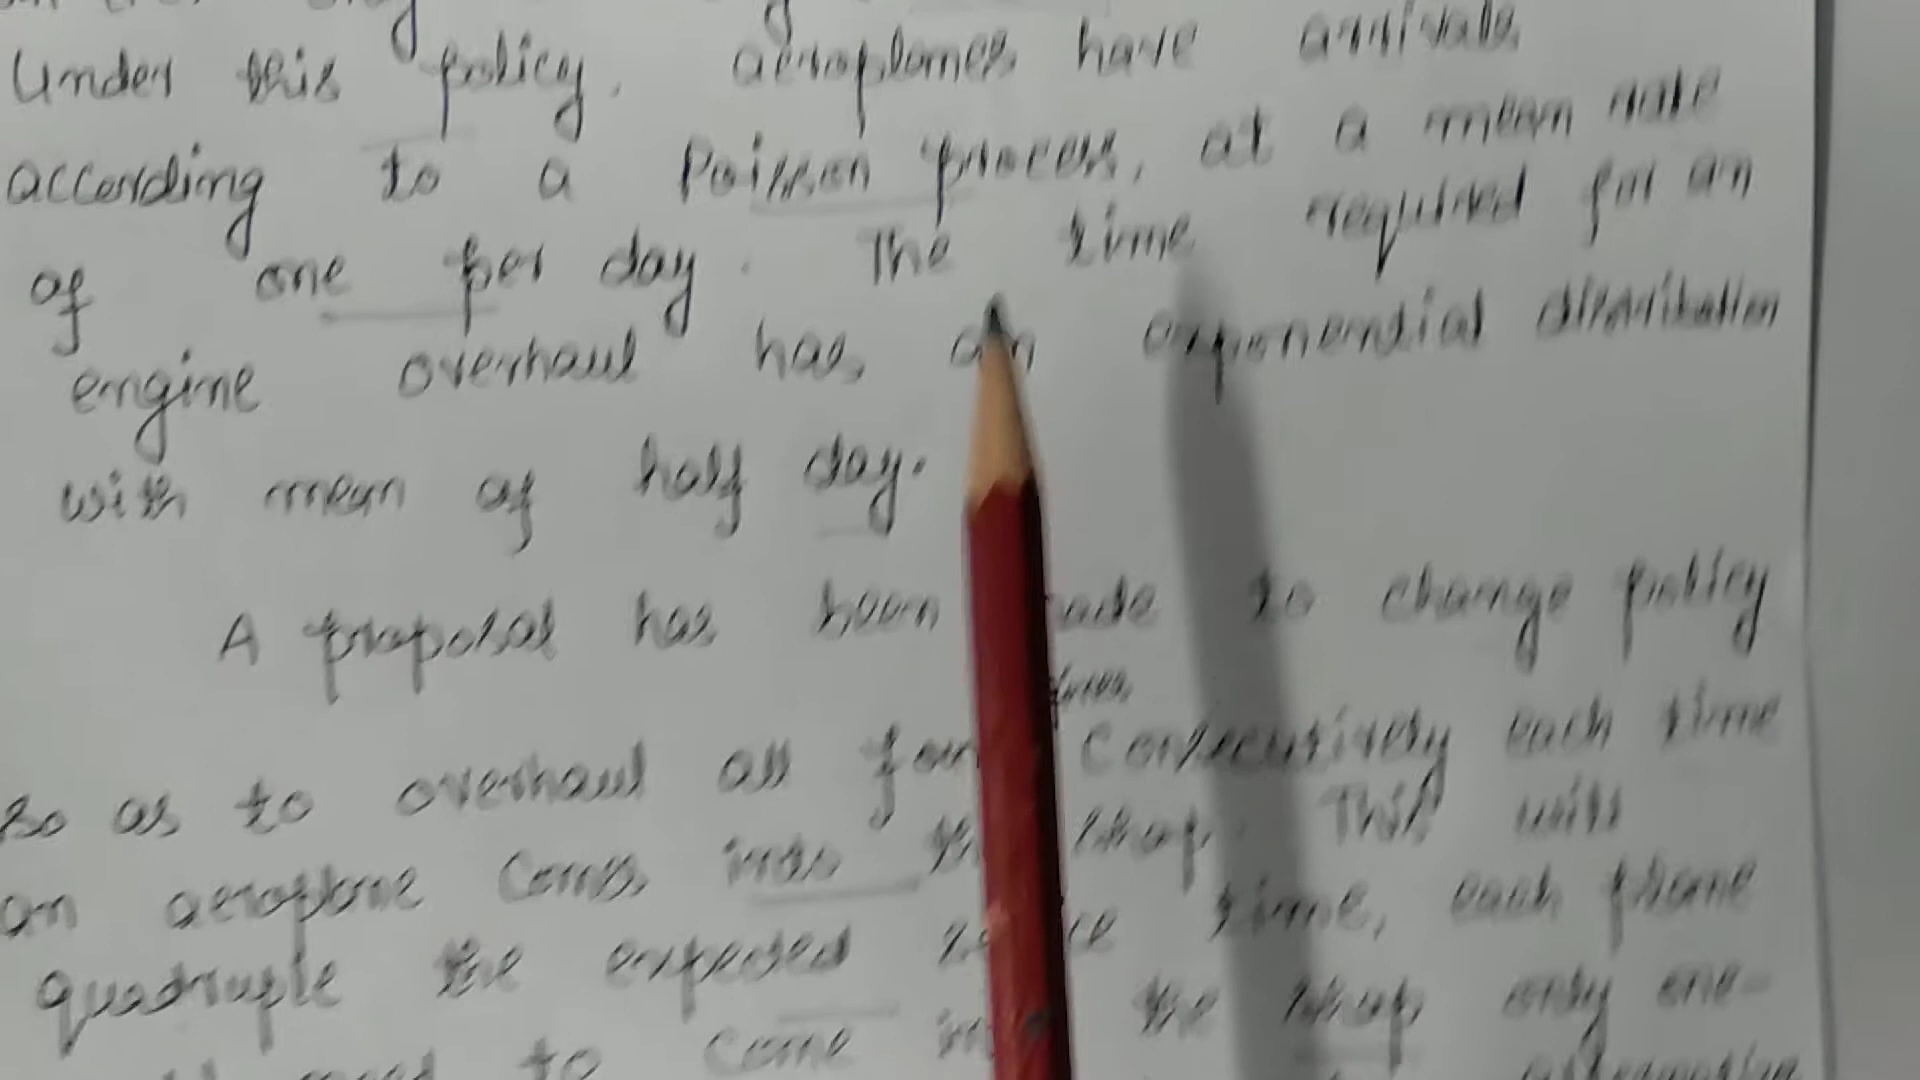 under this policy. aeroplanes have arrivals
according to a Poisson process, at a mean rate
of one per day. The time required for an
engine overhaul has an exponential distribution
with mean of half day.
A proposal has been to change policy
so as to overhaul all consecutively each time
an aeroplane comes into shop. This will
quadruple the expected time, each plane
to come the shop only one-